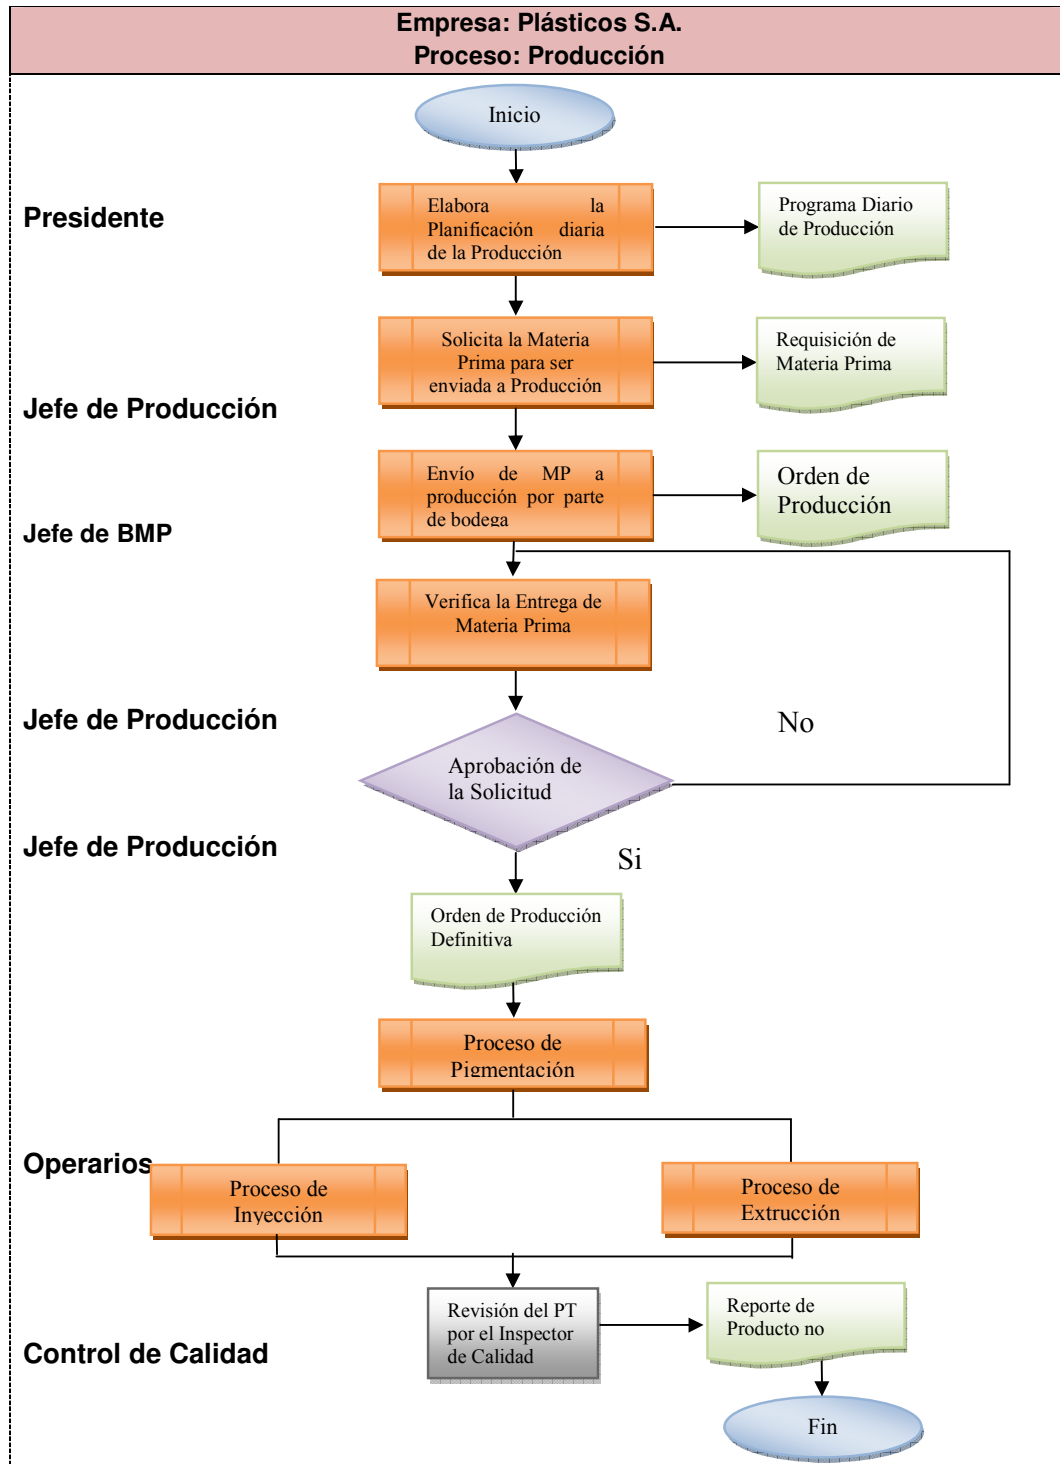 Empresa: Plásticos S.A.
Proceso: Producción
Inicio
Presidente
Elabora la
Planificación diaria
de la Producción
Programa Diario
de Producción
Solicita la Materia
Prima para ser
enviada a Producción
Requisición de
Materia Prima
Jefe de Producción
Envío de MP a
producción por parte
de bodega
Orden de
Producción
Jefe de BMP
Verifica la Entrega de
Materia Prima
Jefe de Producción
No
Aprobación de
la Solicitud
Jefe de Producción
Si
Orden de Producción
Definitiva
Proceso de
Pigmentación
Operarios
Proceso de
Inyección
Proceso de
Extrucción
Revisión del PT
por el Inspector
de Calidad
Reporte de
Producto no
Control de Calidad
Fin